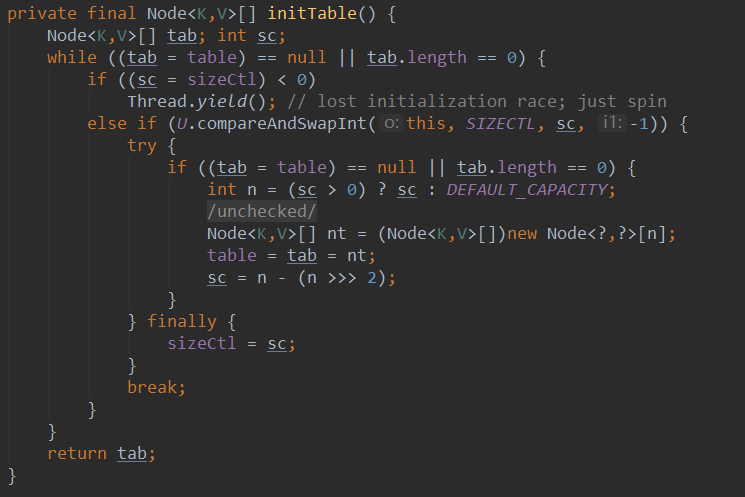 private final Node<K,V>[] initTable() {
    Node<K,V>[] tab; int sc;
    while ((tab = table) == null || tab.length == 0) {
        if ((sc = sizeCtl) < 0)
            Thread.yield(); // lost initialization race; just spin
        else if (U.compareAndSwapInt( o: this, SIZECTL, sc, i1: -1)) {
            try {
                if ((tab = table) == null || tab.length == 0) {
                    int n = (sc > 0) ? sc : DEFAULT_CAPACITY;
                    /unchecked/
                    Node<K,V>[] nt = (Node<K,V>[])new Node<?,?>[n];
                    table = tab = nt;
                    sc = n - (n >>> 2);
                }
            } finally {
                sizeCtl = sc;
            }
            break;
        }
    }
    return tab;
}